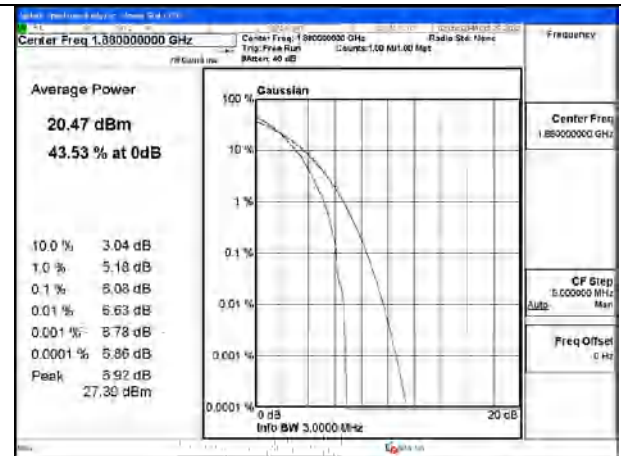 Center Freq 1.880000000 GHz
Center Freq: 1.880000000 GHz
Radio Std: None
Trig: Free Run
Counts:1.00 M/1.00 Mpt
#Atten: 40 dB
Frequency
Average Power
20.47 dBm
43.53 % at 0dB
10.0 % 3.04 dB
1.0 % 5.18 dB
0.1 % 6.08 dB
0.01 % 6.63 dB
0.001 % 6.78 dB
0.0001 % 6.86 dB
Peak 6.92 dB
27.39 dBm
100 %
Gaussian
10 %
1 %
0.1 %
0.01 %
0.001 %
0.0001 %
0 dB
20 dB
Info BW 3.0000 MHz
Center Freq
1.880000000 GHz
CF Step
5.000000 MHz
Auto Man
Freq Offset
0 Hz